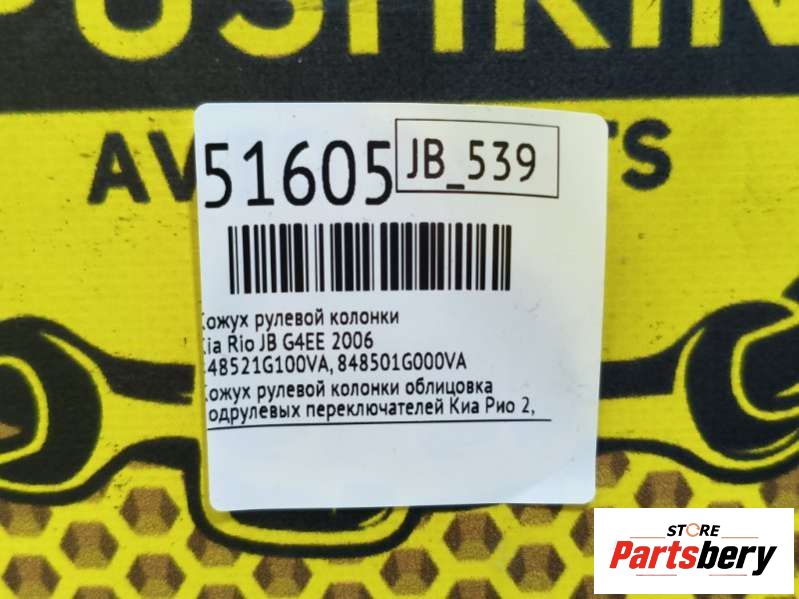 PUSHKIN
AV
TS
51605
JB_539
Кожух рулевой колонки
Kia Rio JB G4EE 2006
848521G100VA, 848501G000VA
Кожух рулевой колонки облицовка
подрулевых переключателей Киа Рио 2,
STORE
Partsbery